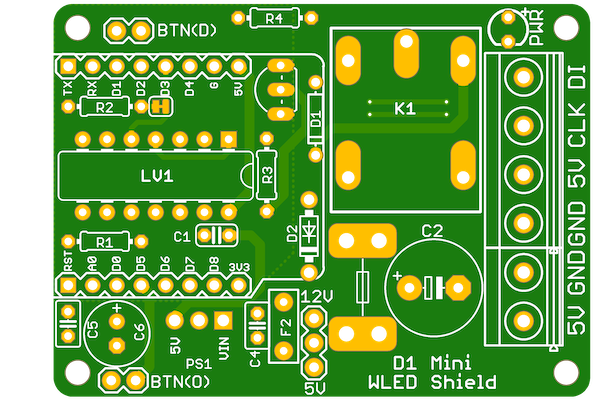 R4
PWR
+
BTN(D)
TX RX D1 D2 D3 D4 G 5V
R2
D1
K1
DI
CLK
5V
LV1
R3
GND
C1
D2
C2
R1
GND
RST A0 D0 D5 D6 D7 D8 3V3
+
12V
5V
C5
+
C6
5V
VIN
C4
F2
PS1
D1 Mini
BTN(O)
WLED Shield
5V